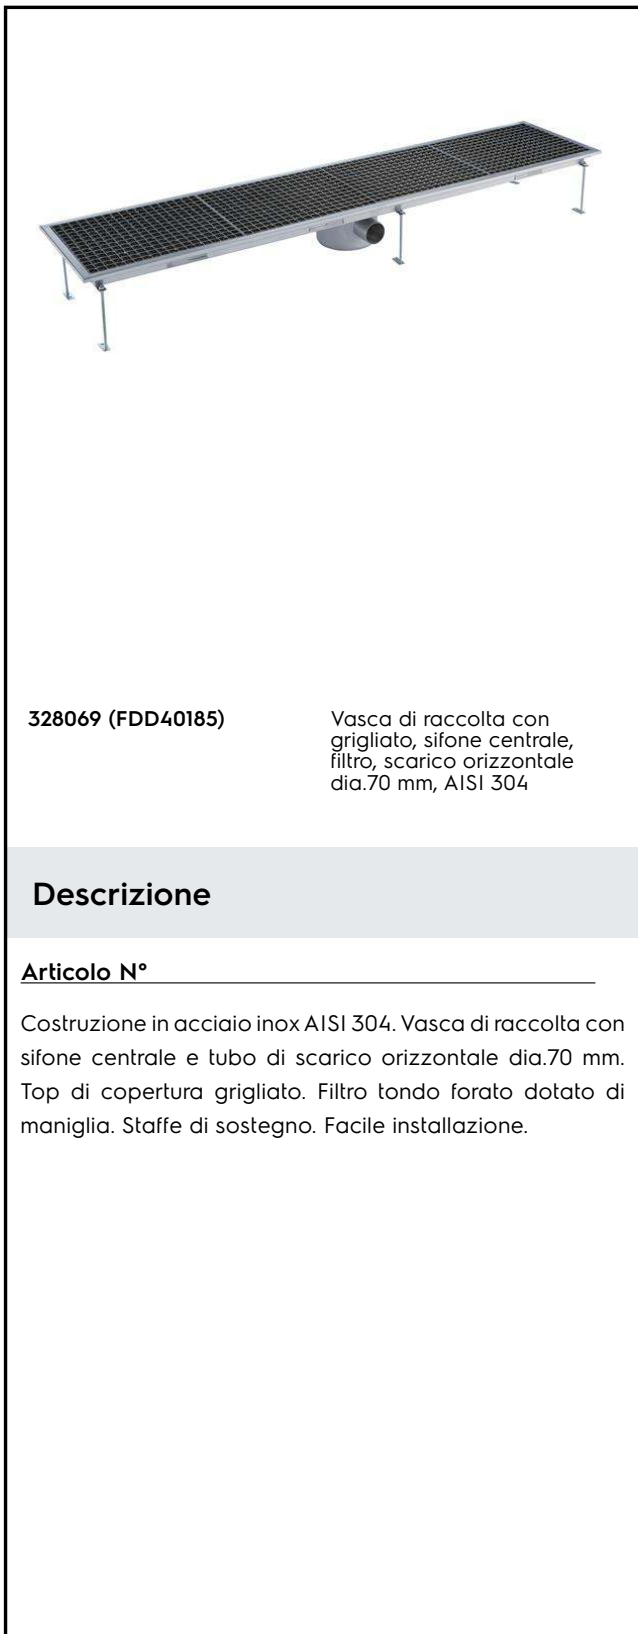 328069 (FDD40185)
Vasca di raccolta con
grigliato, sifone centrale,
filtro, scarico orizzontale
dia.70 mm, AISI 304
Descrizione
Articolo N°
Costruzione in acciaio inox AISI 304. Vasca di raccolta con
sifone centrale e tubo di scarico orizzontale dia.70 mm.
Top di copertura grigliato. Filtro tondo forato dotato di
maniglia. Staffe di sostegno. Facile installazione.